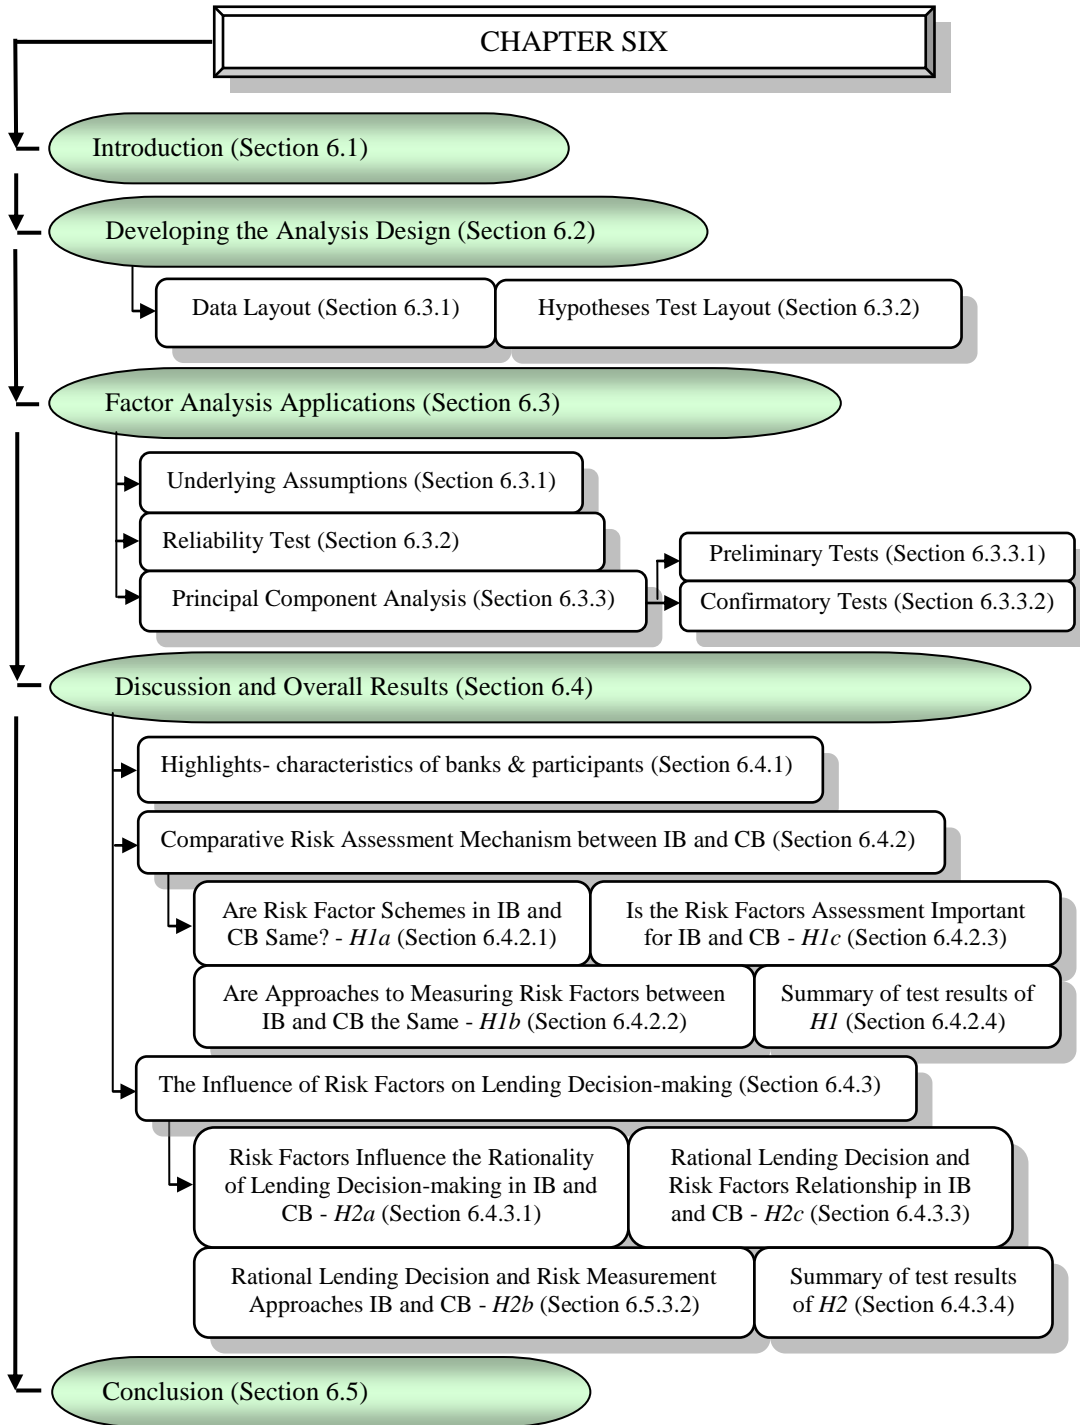 CHAPTER SIX
Introduction (Section 6.1)
Developing the Analysis Design (Section 6.2)
Data Layout (Section 6.3.1)
Hypotheses Test Layout (Section 6.3.2)
Factor Analysis Applications (Section 6.3)
Underlying Assumptions (Section 6.3.1)
Reliability Test (Section 6.3.2)
Principal Component Analysis (Section 6.3.3)
Preliminary Tests (Section 6.3.3.1)
Confirmatory Tests (Section 6.3.3.2)
Discussion and Overall Results (Section 6.4)
Highlights- characteristics of banks & participants (Section 6.4.1)
Comparative Risk Assessment Mechanism between IB and CB (Section 6.4.2)
Are Risk Factor Schemes in IB and
CB Same? - H1a (Section 6.4.2.1)
Is the Risk Factors Assessment Important
for IB and CB - H1c (Section 6.4.2.3)
Are Approaches to Measuring Risk Factors between
IB and CB the Same - H1b (Section 6.4.2.2)
Summary of test results of
H1 (Section 6.4.2.4)
The Influence of Risk Factors on Lending Decision-making (Section 6.4.3)
Risk Factors Influence the Rationality
of Lending Decision-making in IB and
CB - H2a (Section 6.4.3.1)
Rational Lending Decision and
Risk Factors Relationship in IB
and CB - H2c (Section 6.4.3.3)
Rational Lending Decision and Risk Measurement
Approaches IB and CB - H2b (Section 6.5.3.2)
Summary of test results
of H2 (Section 6.4.3.4)
Conclusion (Section 6.5)